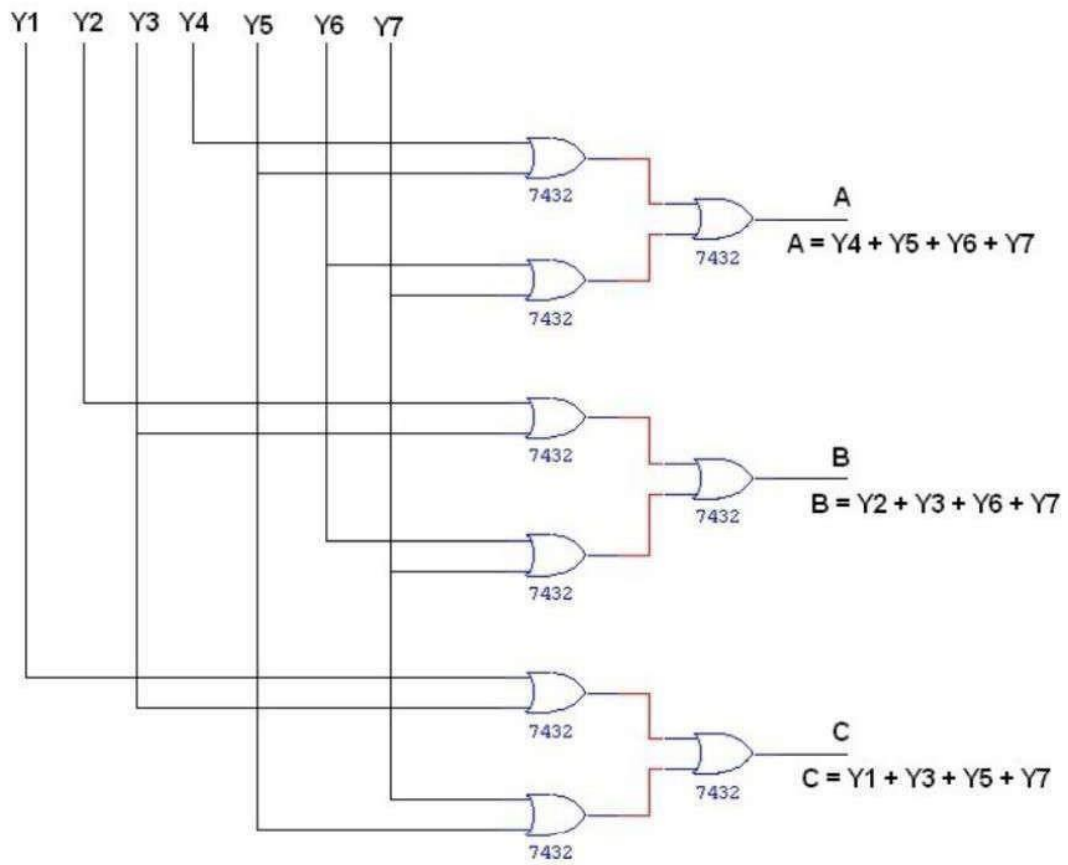 Y1 Y2 Y3 Y4 Y5 Y6 Y7
7432
A
7432
A = Y4 + Y5 + Y6 + Y7
7432
7432
B
7432
B = Y2 + Y3 + Y6 + Y7
7432
7432
C
7432
C = Y1 + Y3 + Y5 + Y7
7432